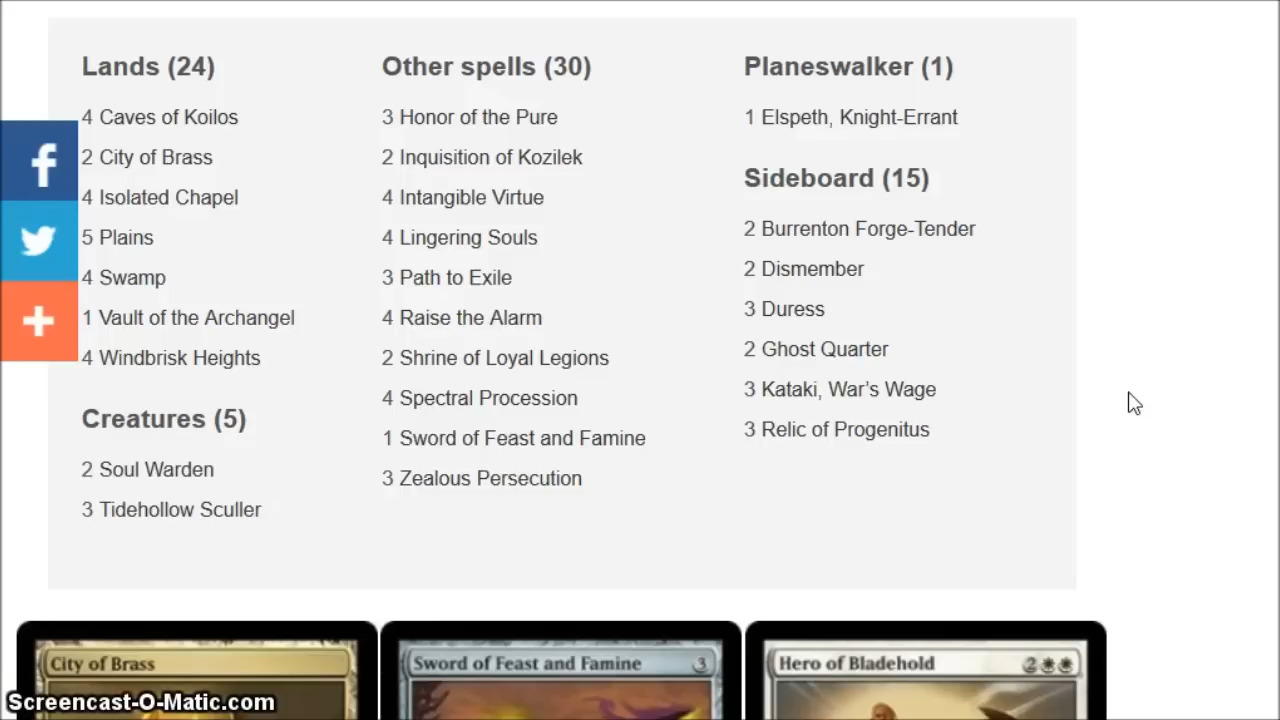 Lands (24)
4 Caves of Koilos
2 City of Brass
4 Isolated Chapel
5 Plains
4 Swamp
1 Vault of the Archangel
4 Windbrisk Heights
Creatures (5)
2 Soul Warden
3 Tidehollow Sculler
Other spells (30)
3 Honor of the Pure
2 Inquisition of Kozilek
4 Intangible Virtue
4 Lingering Souls
3 Path to Exile
4 Raise the Alarm
2 Shrine of Loyal Legions
4 Spectral Procession
1 Sword of Feast and Famine
3 Zealous Persecution
Planeswalker (1)
1 Elspeth, Knight-Errant
Sideboard (15)
2 Burrenton Forge-Tender
2 Dismember
3 Duress
2 Ghost Quarter
3 Kataki, War’s Wage
3 Relic of Progenitus
City of Brass
Sword of Feast and Famine 3
Hero of Bladehold 2
Screencast-O-Matic.com